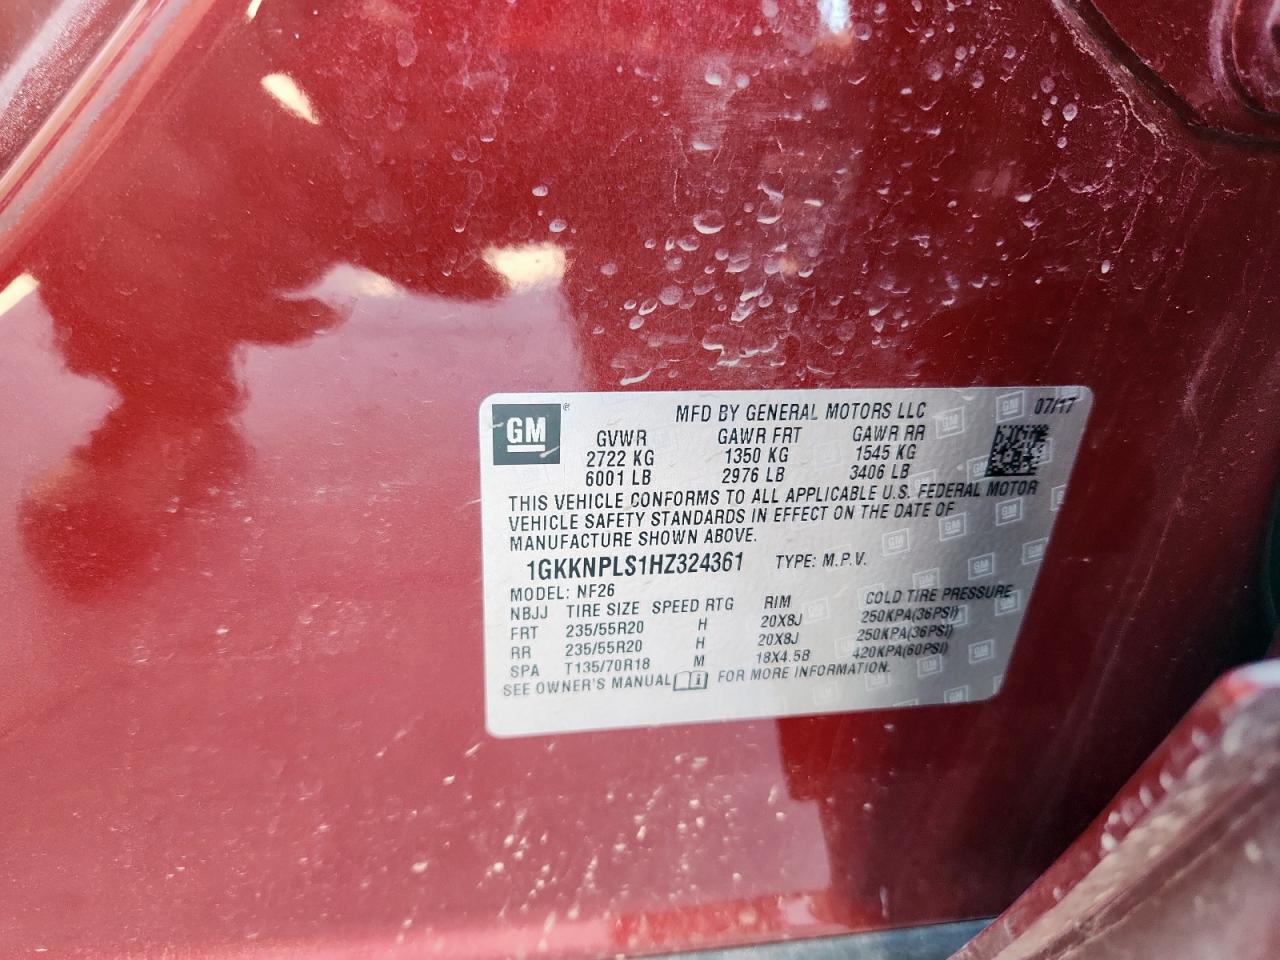 GM® MFD BY GENERAL MOTORS LLC 07/17
GVWR GAWR FRT GAWR RR
2722 KG 1350 KG 1545 KG
6001 LB 2976 LB 3406 LB
THIS VEHICLE CONFORMS TO ALL APPLICABLE U.S. FEDERAL MOTOR
VEHICLE SAFETY STANDARDS IN EFFECT ON THE DATE OF
MANUFACTURE SHOWN ABOVE.
1GKKNPLS1HZ324361 TYPE: M.P.V.
MODEL: NF26
NBJJ TIRE SIZE SPEED RTG RIM COLD TIRE PRESSURE
FRT 235/55R20 H 20X8J 250KPA(36PSI)
RR 235/55R20 H 20X8J 250KPA(36PSI)
SPA T135/70R18 M 18X4.5B 420KPA(60PSI)
SEE OWNER'S MANUAL FOR MORE INFORMATION.